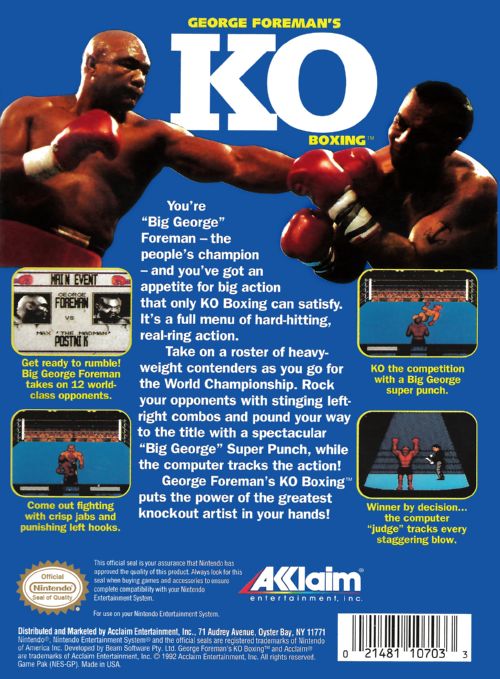 GEORGE FOREMAN'S
KO
BOXING™
You're
"Big George"
Foreman – the
people's champion
– and you've got an
appetite for big action
that only KO Boxing can satisfy.
It's a full menu of hard-hitting,
real-ring action.
Take on a roster of heavy-
weight contenders as you go for
the World Championship. Rock
your opponents with stinging left-
right combos and pound your way
to the title with a spectacular
"Big George" Super Punch, while
the computer tracks the action!
George Foreman's KO Boxing™
puts the power of the greatest
knockout artist in your hands!
MAIN EVENT
GEORGE
FOREMAN
VS
MAX "THE MADMAN"
POSTNIK
Get ready to rumble!
Big George Foreman
takes on 12 world-
class opponents.
Come out fighting
with crisp jabs and
punishing left hooks.
KO the competition
with a Big George
super punch.
Winner by decision...
the computer
"judge" tracks every
staggering blow.
Official
Nintendo
Seal of Quality
This official seal is your assurance that Nintendo has
approved the quality of this product. Always look for this
seal when buying games and accessories to ensure
complete compatibility with your Nintendo
Entertainment System.
For use on your Nintendo Entertainment System.
AKlaim™
entertainment, inc.
Distributed and Marketed by Acclaim Entertainment, Inc., 71 Audrey Avenue, Oyster Bay, NY 11771
Nintendo®, Nintendo Entertainment System® and the official seals are registered trademarks of Nintendo
of America Inc. Developed by Beam Software Pty. Ltd. George Foreman's KO Boxing™ and Acclaim®
are trademarks of Acclaim Entertainment, Inc. © 1992 Acclaim Entertainment, Inc. All rights reserved.
Game Pak (NES-GP). Made in USA.
0 21481 10703 3